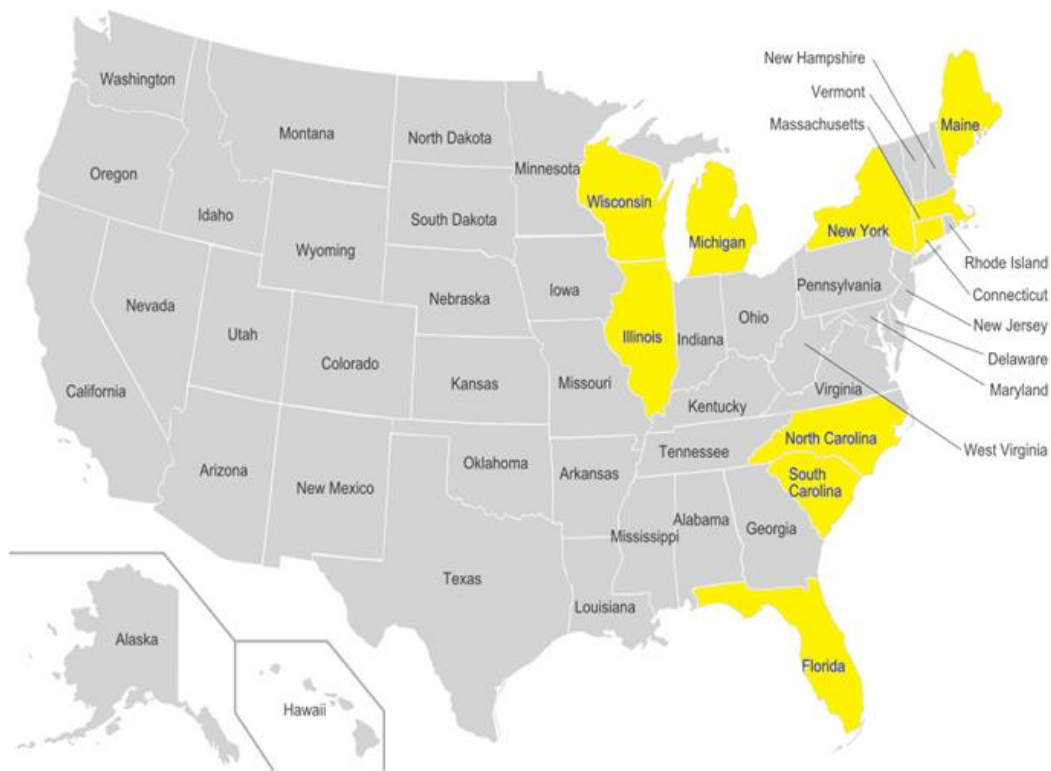 New Hampshire
Vermont
Massachusetts
Maine
Washington
Montana
North Dakota
Minnesota
Oregon
Idaho
South Dakota
Wisconsin
Wyoming
Michigan
New York
Rhode Island
Pennsylvania
Connecticut
Nevada
Nebraska
Iowa
New Jersey
Utah
Ohio
Illinois
Indiana
Delaware
Colorado
Kansas
Missouri
California
Maryland
Virginia
Kentucky
North Carolina
West Virginia
Tennessee
Arizona
Oklahoma
Arkansas
South
Carolina
New Mexico
Alabama
Georgia
Mississippi
Texas
Louisiana
Alaska
Florida
Hawaii